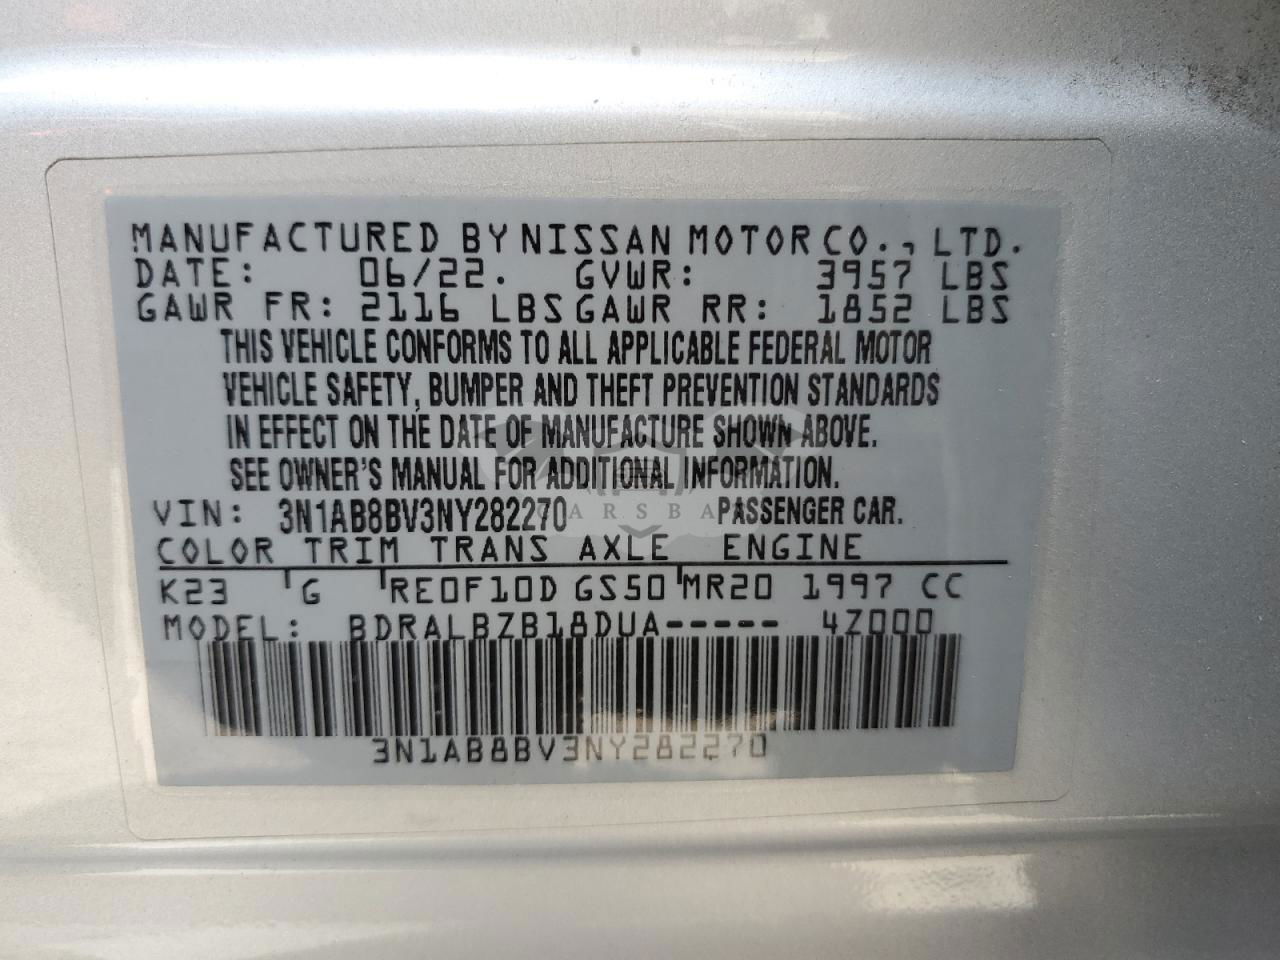 MANUFACTURED BY NISSAN MOTOR CO., LTD.
DATE: 06/22. GVWR: 3957 LBS
GAWR FR: 2116 LBS GAWR RR: 1852 LBS
THIS VEHICLE CONFORMS TO ALL APPLICABLE FEDERAL MOTOR
VEHICLE SAFETY, BUMPER AND THEFT PREVENTION STANDARDS
IN EFFECT ON THE DATE OF MANUFACTURE SHOWN ABOVE.
SEE OWNER'S MANUAL FOR ADDITIONAL INFORMATION.
VIN: 3N1AB8BV3NY282270 PASSENGER CAR.
COLOR TRIM TRANS AXLE ENGINE
K23 G RE0F10D GS50 MR20 1997 CC
MODEL: BDRALBZB18DUA----- 4Z000
3N1AB8BV3NY282270